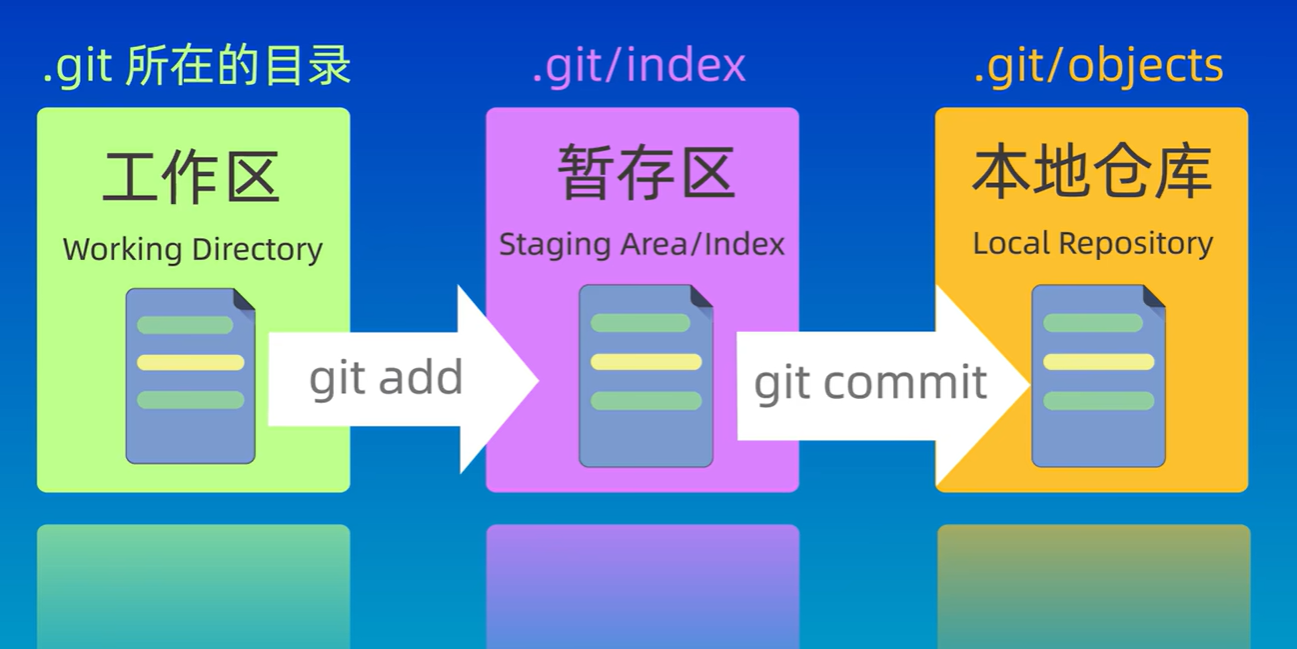 .git 所在的目录
.git/index
.git/objects
工作区
暂存区
本地仓库
Working Directory
Staging Area/Index
Local Repository
git add
git commit